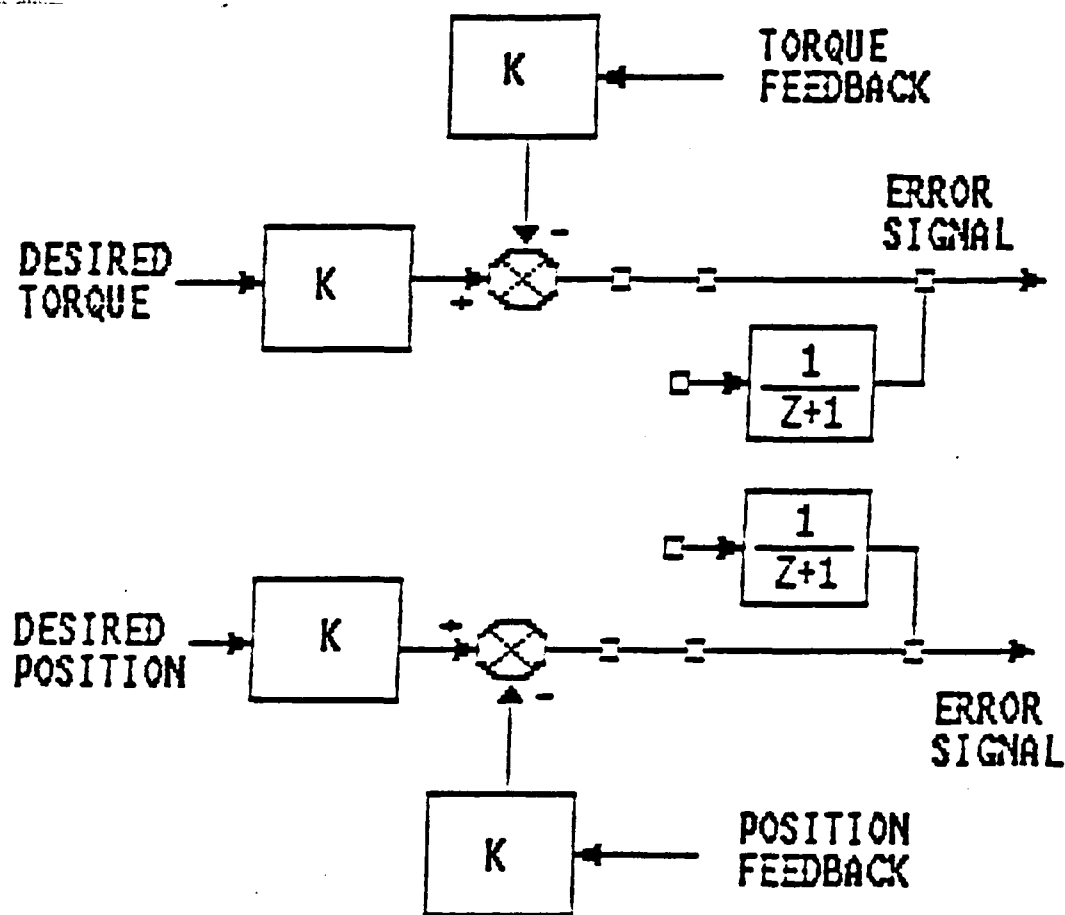 K
TORQUE
FEEDBACK
ERROR
SIGNAL
-
DESIRED
TORQUE
K
+
1
Z+1
1
Z+1
DESIRED
POSITION
K
+
-
ERROR
SIGNAL
K
POSITION
FEEDBACK